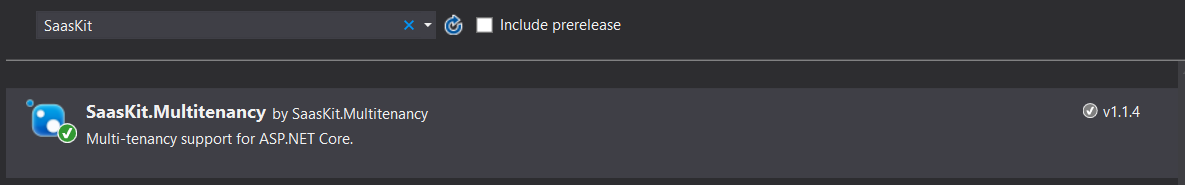 SaasKit
Include prerelease
SaasKit.Multitenancy by SaasKit.Multitenancy
v1.1.4
Multi-tenancy support for ASP.NET Core.